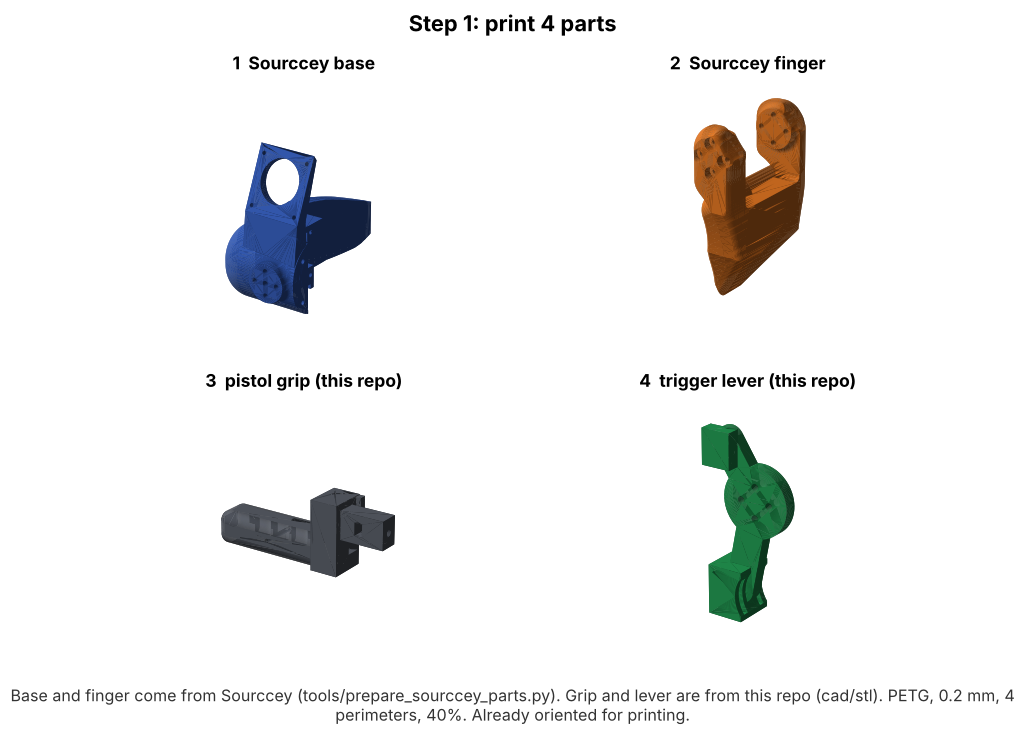 Step 1: print 4 parts
1 Sourccey base
2 Sourccey finger
3 pistol grip (this repo)
4 trigger lever (this repo)
Base and finger come from Sourccey (tools/prepare_sourccey_parts.py). Grip and lever are from this repo (cad/stl). PETG, 0.2 mm, 4
perimeters, 40%. Already oriented for printing.